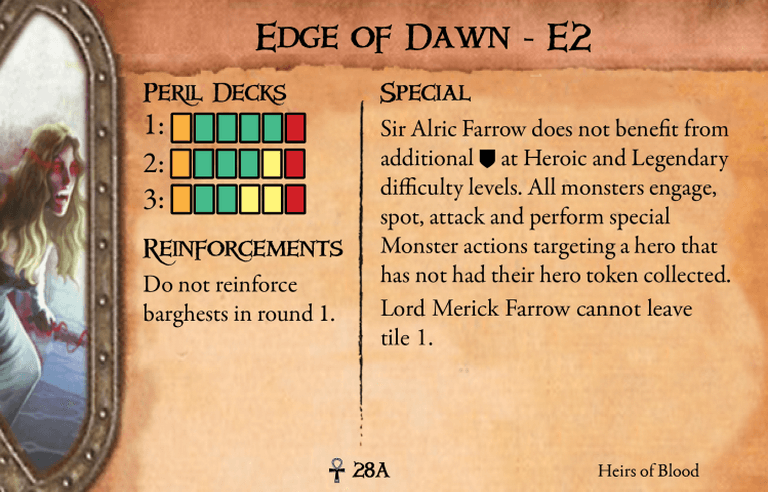 Edge of Dawn - E2
Peril Decks
1:
2:
3:
Reinforcements
Do not reinforce
barghests in round 1.
Special
Sir Alric Farrow does not benefit from
additional at Heroic and Legendary
difficulty levels. All monsters engage,
spot, attack and perform special
Monster actions targeting a hero that
has not had their hero token collected.
Lord Merick Farrow cannot leave
tile 1.
28A
Heirs of Blood